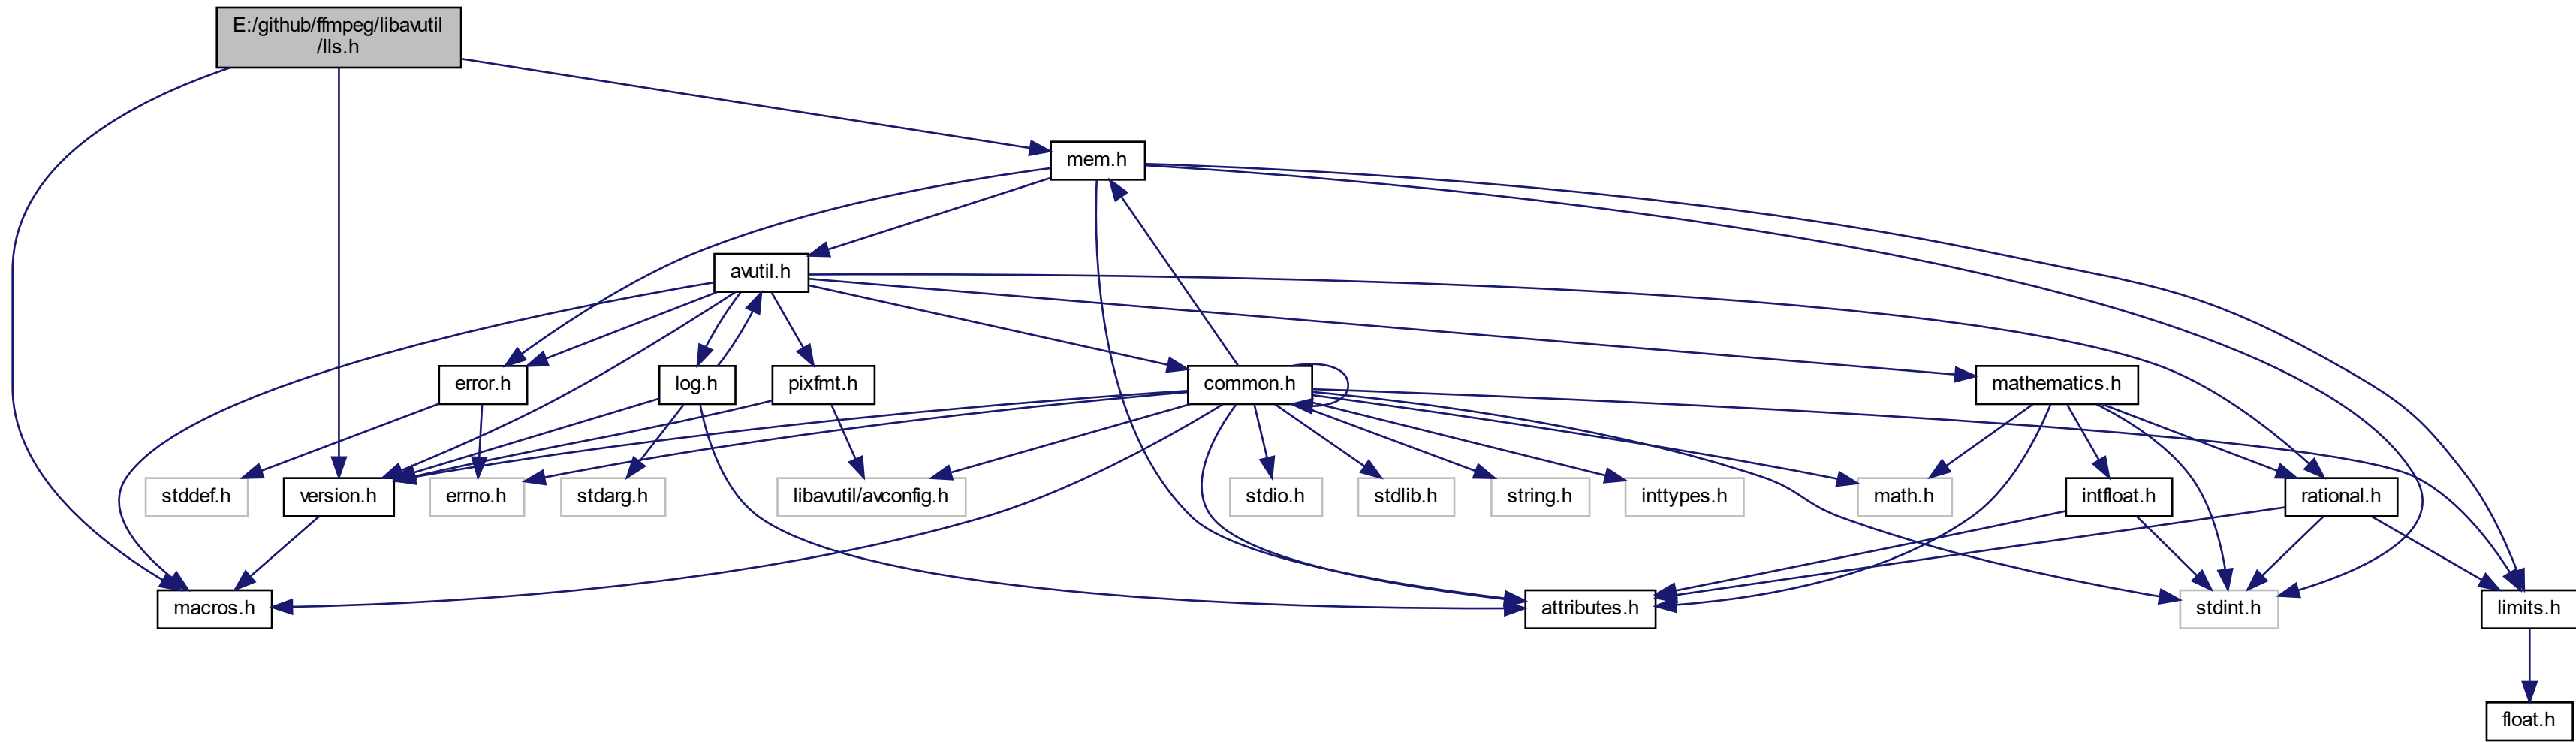 E:/github/ffmpeg/libavutil
/lls.h
mem.h
avutil.h
error.h
log.h
pixfmt.h
common.h
mathematics.h
stddef.h
version.h
errno.h
stdarg.h
libavutil/avconfig.h
stdio.h
stdlib.h
string.h
inttypes.h
math.h
intfloat.h
rational.h
macros.h
attributes.h
stdint.h
limits.h
float.h